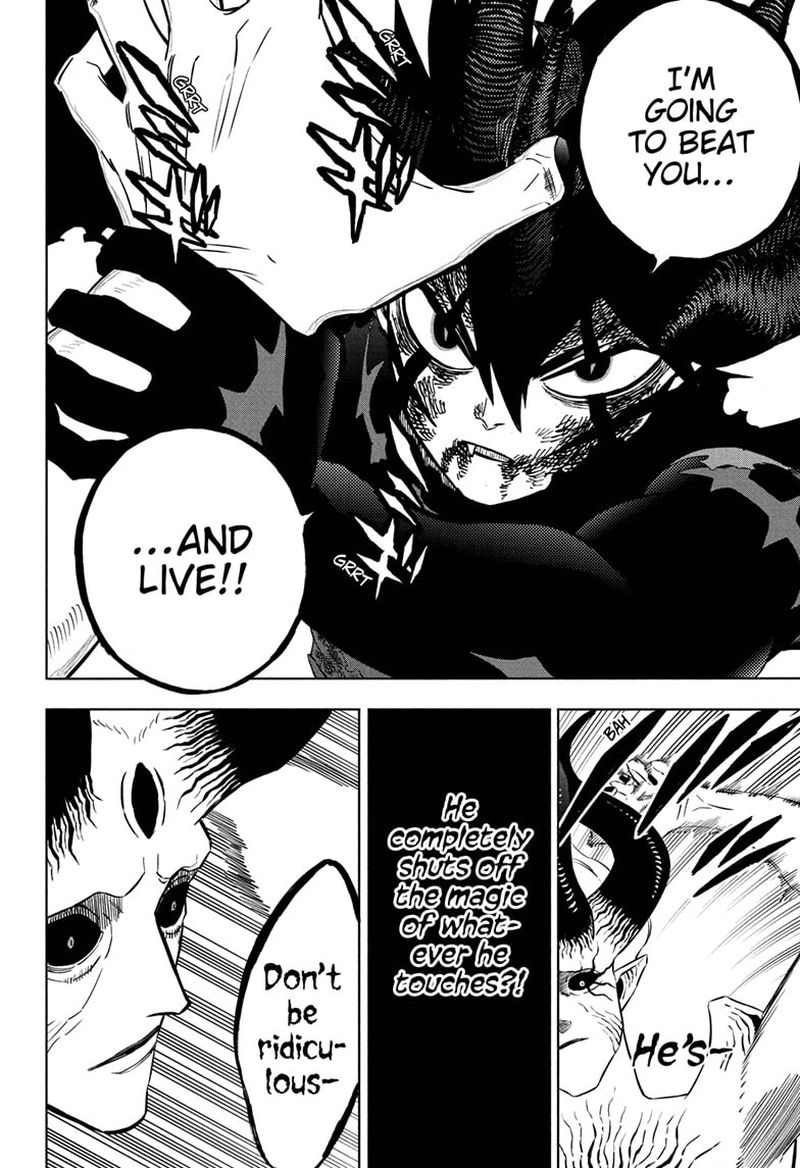 GRRT
GRRT
I'M
GOING
TO BEAT
YOU...
...AND
LIVE!!
GRRT
BAH
He's-
He
completely
shuts off
the magic
of what-
ever he
touches?!
Don't
be
ridicu-
lous-